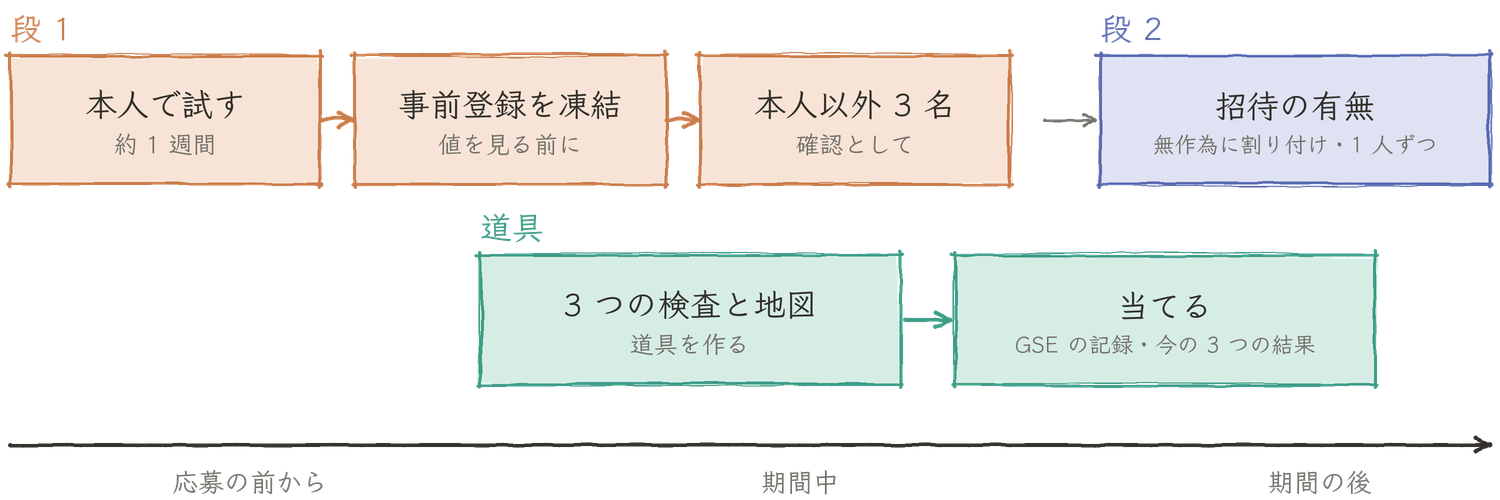 段 1
本人で試す
約 1 週間
事前登録を凍結
値を見る前に
本人以外 3 名
確認として
段 2
招待の有無
無作為に割り付け・1 人ずつ
道具
3 つの検査と地図
道具を作る
当てる
GSE の記録・今の 3 つの結果
応募の前から
期間中
期間の後